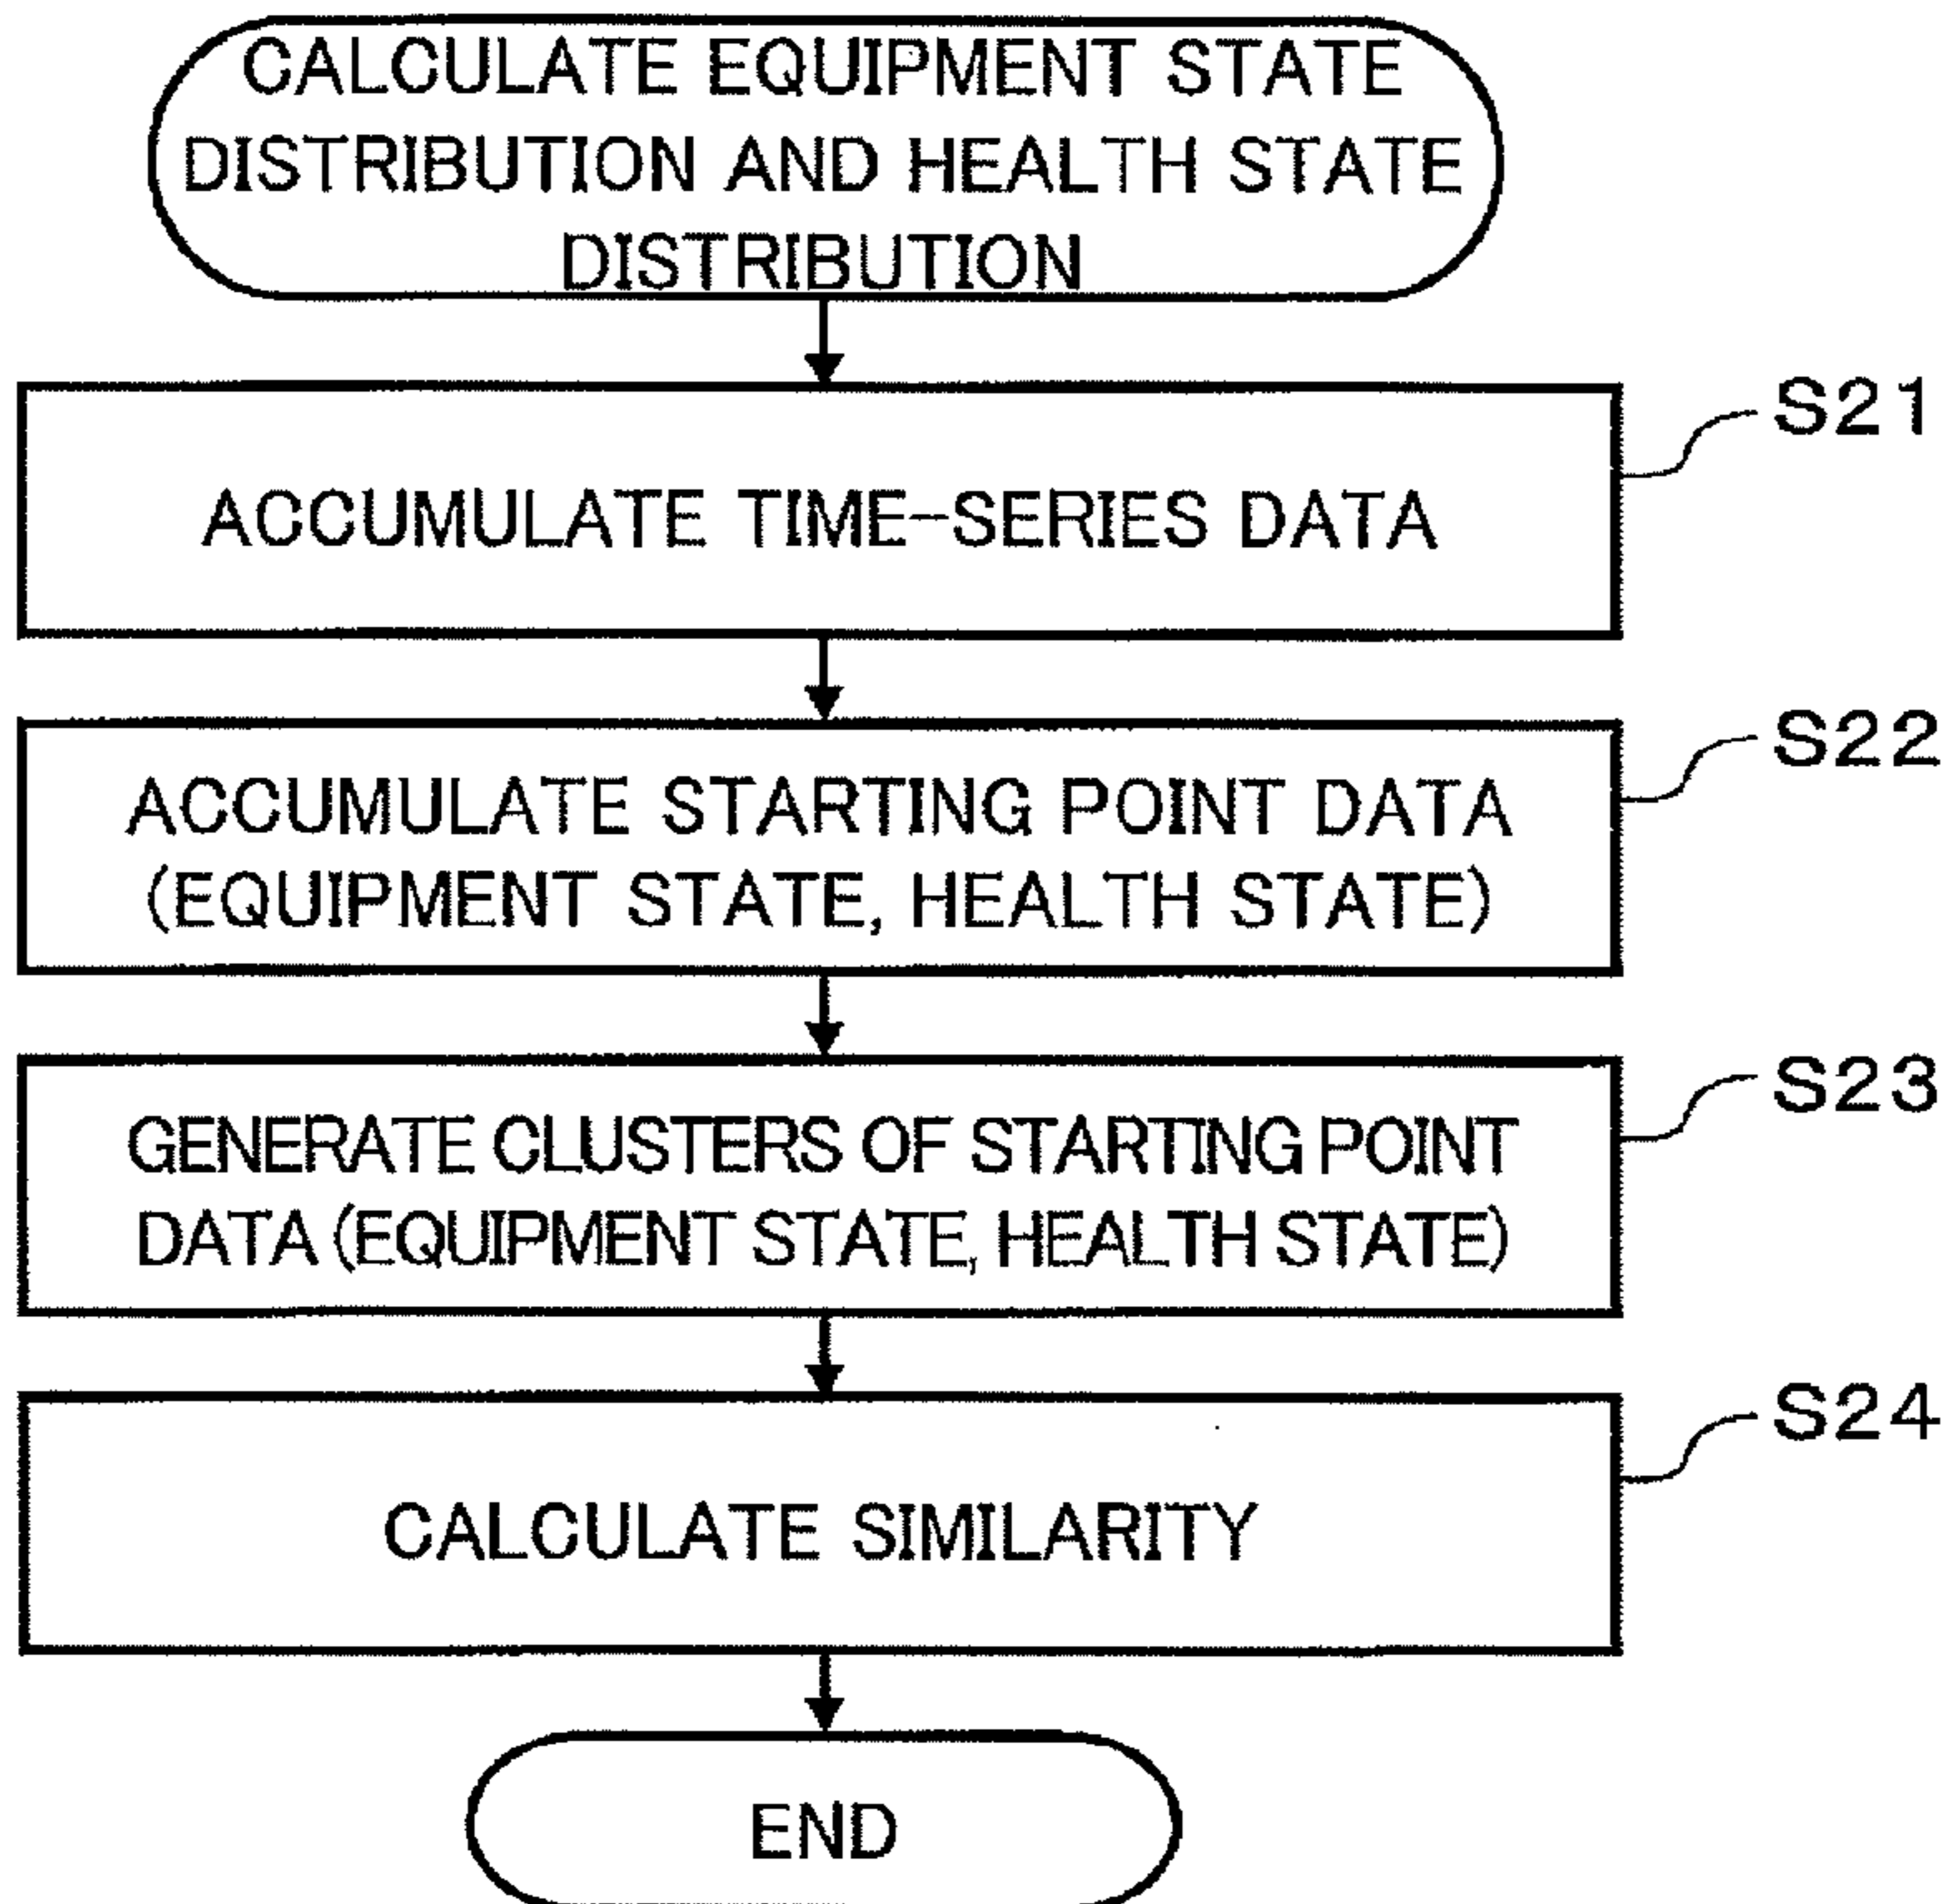 CALCULATE EQUIPMENT STATE
DISTRIBUTION AND HEALTH STATE
DISTRIBUTION
S21
ACCUMULATE TIME-SERIES DATA
S22
ACCUMULATE STARTING POINT DATA
(EQUIPMENT STATE, HEALTH STATE)
S23
GENERATE CLUSTERS OF STARTING POINT
DATA (EQUIPMENT STATE, HEALTH STATE)
S24
CALCULATE SIMILARITY
END